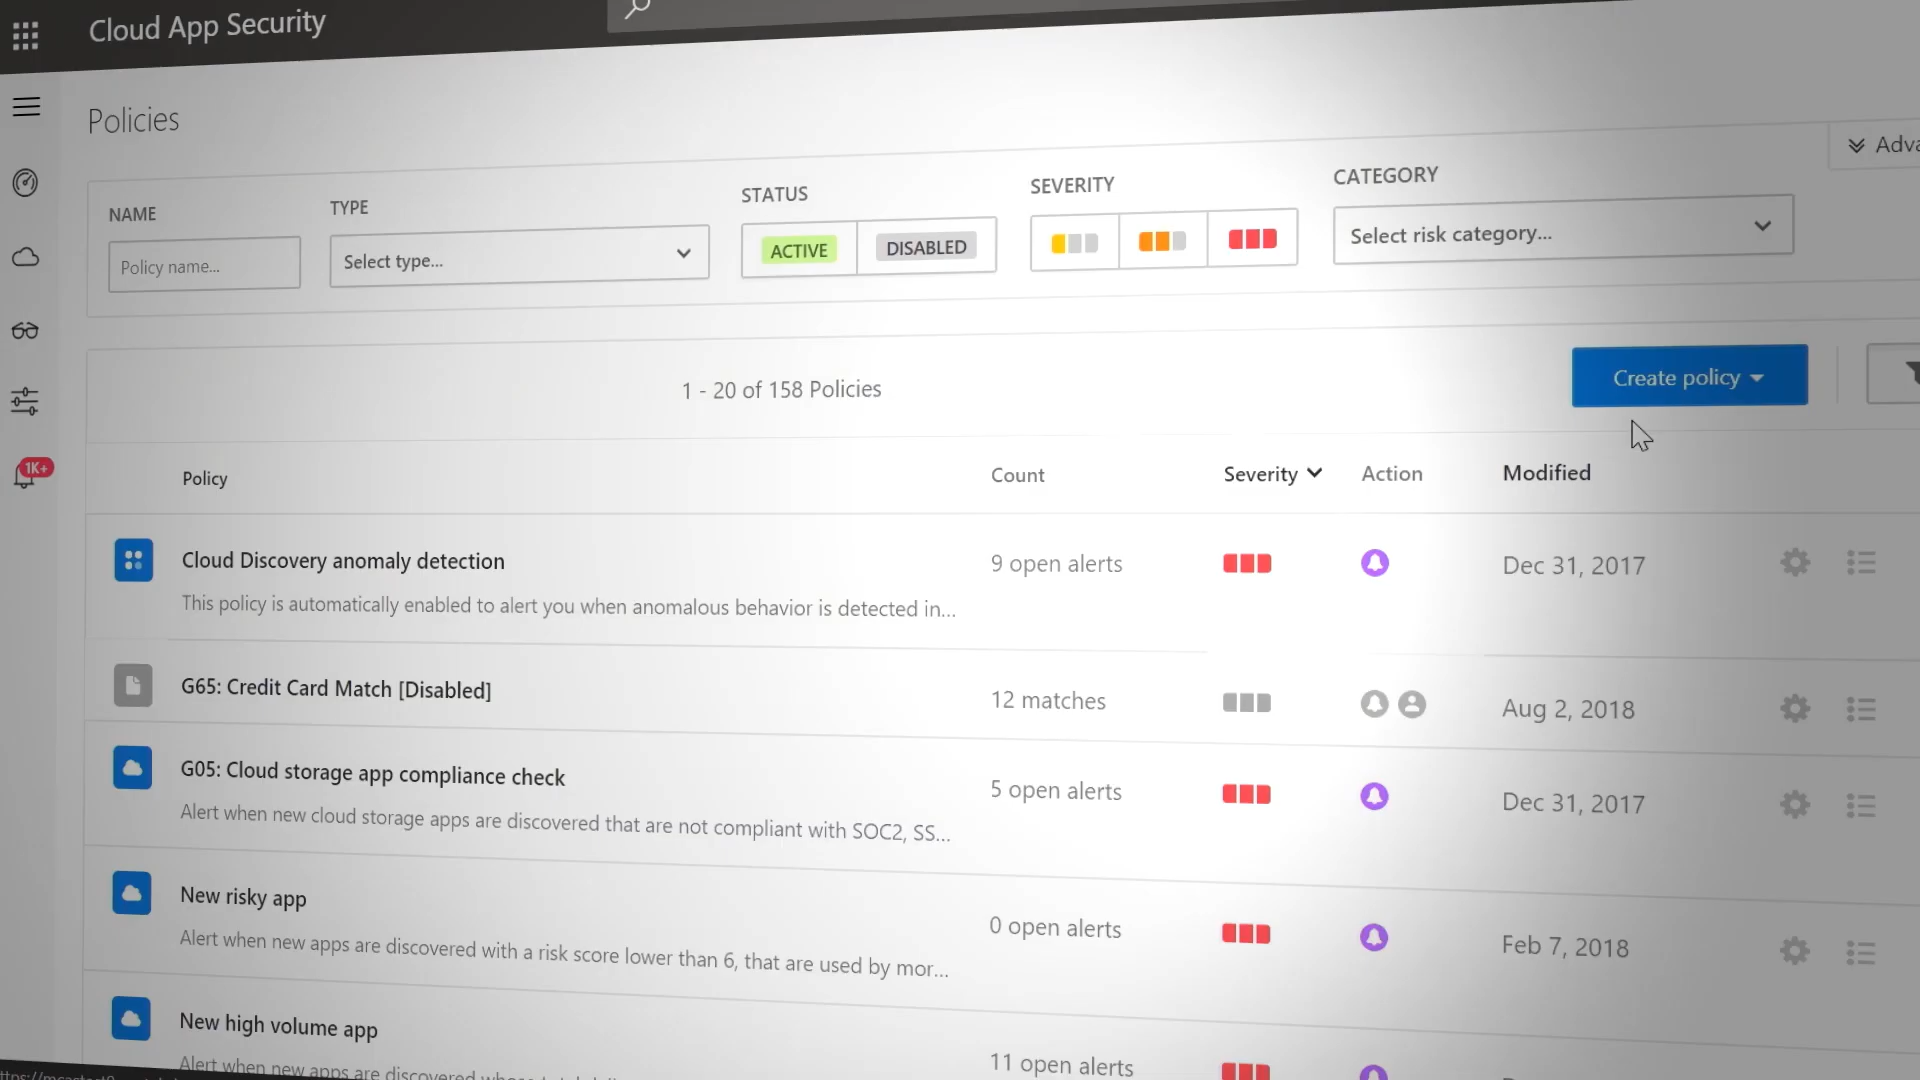 Cloud App Security
Policies
Adva
NAME
TYPE
STATUS
SEVERITY
CATEGORY
Policy name...
Select type...
ACTIVE
DISABLED
Select risk category...
1 - 20 of 158 Policies
Create policy
1K+
Policy
Count
Severity
Action
Modified
Cloud Discovery anomaly detection
9 open alerts
Dec 31, 2017
This policy is automatically enabled to alert you when anomalous behavior is detected in...
G65: Credit Card Match [Disabled]
12 matches
Aug 2, 2018
G05: Cloud storage app compliance check
5 open alerts
Dec 31, 2017
Alert when new cloud storage apps are discovered that are not compliant with SOC2, SS...
New risky app
0 open alerts
Feb 7, 2018
Alert when new apps are discovered with a risk score lower than 6, that are used by mor...
New high volume app
11 open alerts
Alert when new apps are discovered